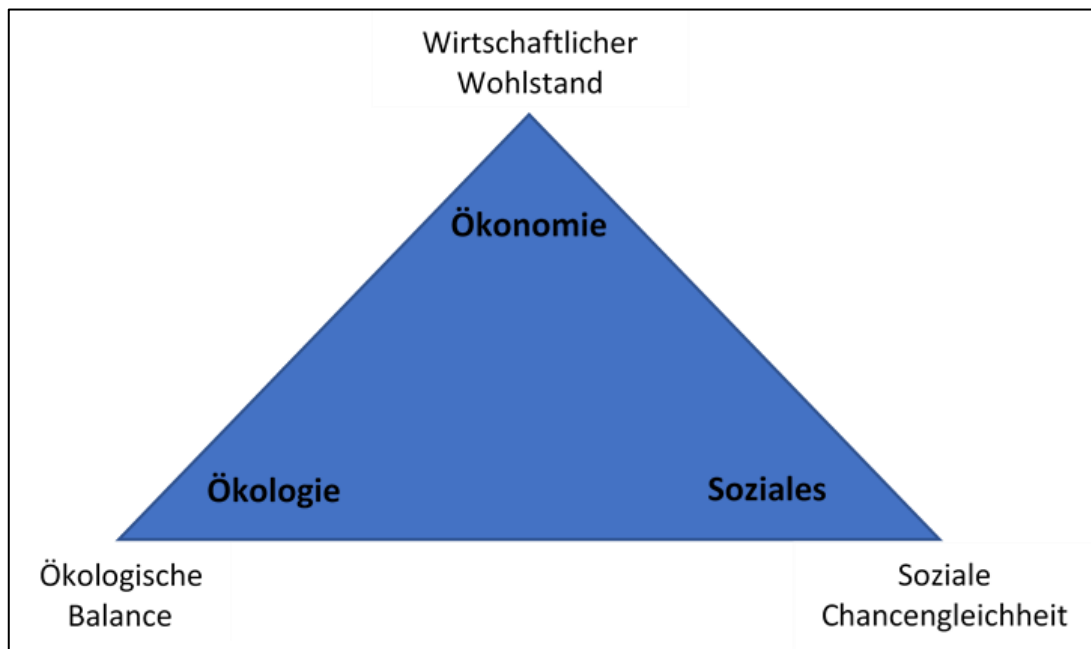 Wirtschaftlicher
Wohlstand
Ökonomie
Ökologie
Soziales
Ökologische
Balance
Soziale
Chancengleichheit